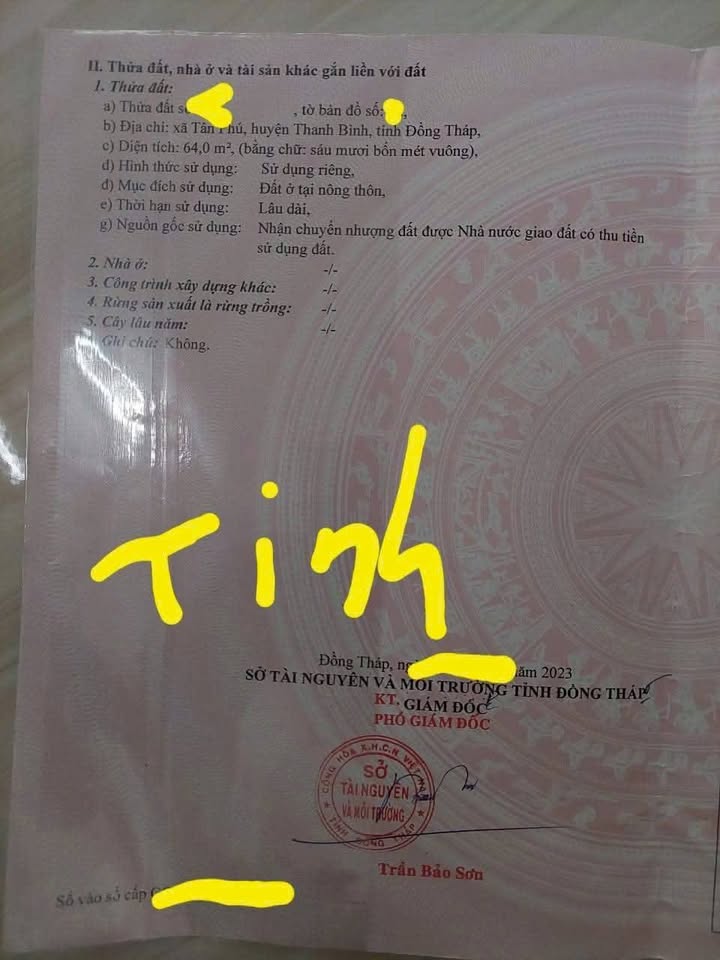 II. Thửa đất, nhà ở và tài sản khác gắn liền với đất
1. Thửa đất:
a) Thửa đất , tờ bản đồ số:
b) Địa chỉ: xã Tân Phú, huyện Thanh Bình, tỉnh Đồng Tháp,
c) Diện tích: 64,0 m², (bằng chữ: sáu mươi bốn mét vuông),
d) Hình thức sử dụng: Sử dụng riêng,
đ) Mục đích sử dụng: Đất ở tại nông thôn,
e) Thời hạn sử dụng: Lâu dài,
g) Nguồn gốc sử dụng: Nhận chuyển nhượng đất được Nhà nước giao đất có thu tiền
sử dụng đất.
2. Nhà ở: -/-
3. Công trình xây dựng khác: -/-
4. Rừng sản xuất là rừng trồng: -/-
5. Cây lâu năm: -/-
Ghi chú: Không.
Tinh
Đồng Tháp, năm 2023
SỞ TÀI NGUYÊN VÀ MÔI TRƯỜNG TỈNH ĐỒNG THÁP
KT. GIÁM ĐỐC
PHÓ GIÁM ĐỐC
CỘNG HÒA X.H.C.N VIỆT NAM
SỞ
TÀI NGUYÊN
VÀ MÔI TRƯỜNG
TỈNH ĐỒNG THÁP
Trần Bảo Sơn
Số vào sổ cấp